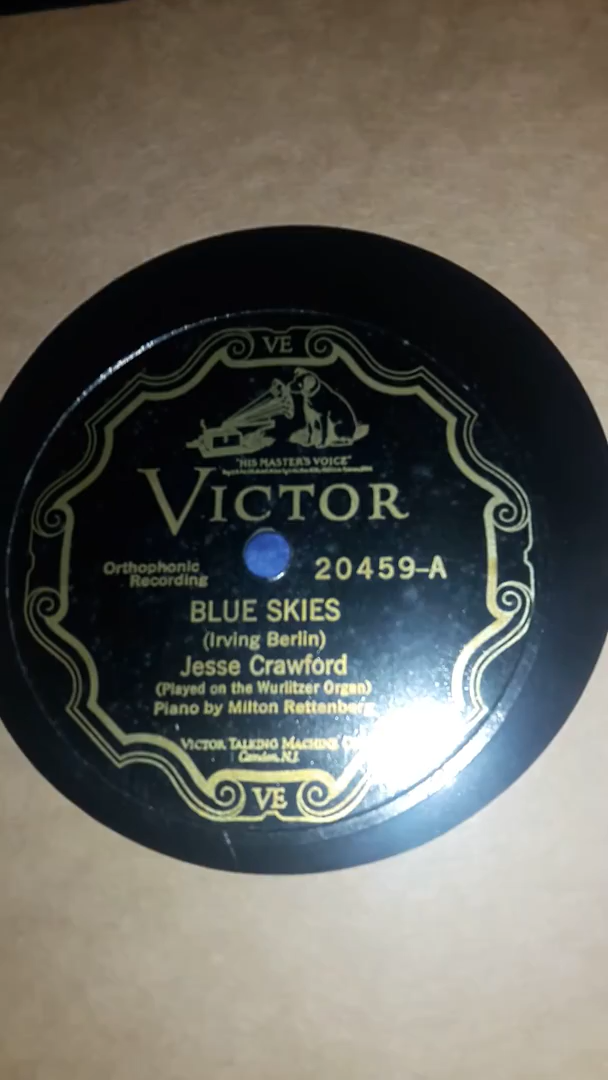 VE
"HIS MASTER'S VOICE"
VICTOR
Orthophonic
Recording
20459-A
BLUE SKIES
(Irving Berlin)
Jesse Crawford
(Played on the Wurlitzer Organ)
Piano by Milton Rettenberg
VICTOR TALKING MACHINE
Camden, N.J.
VE